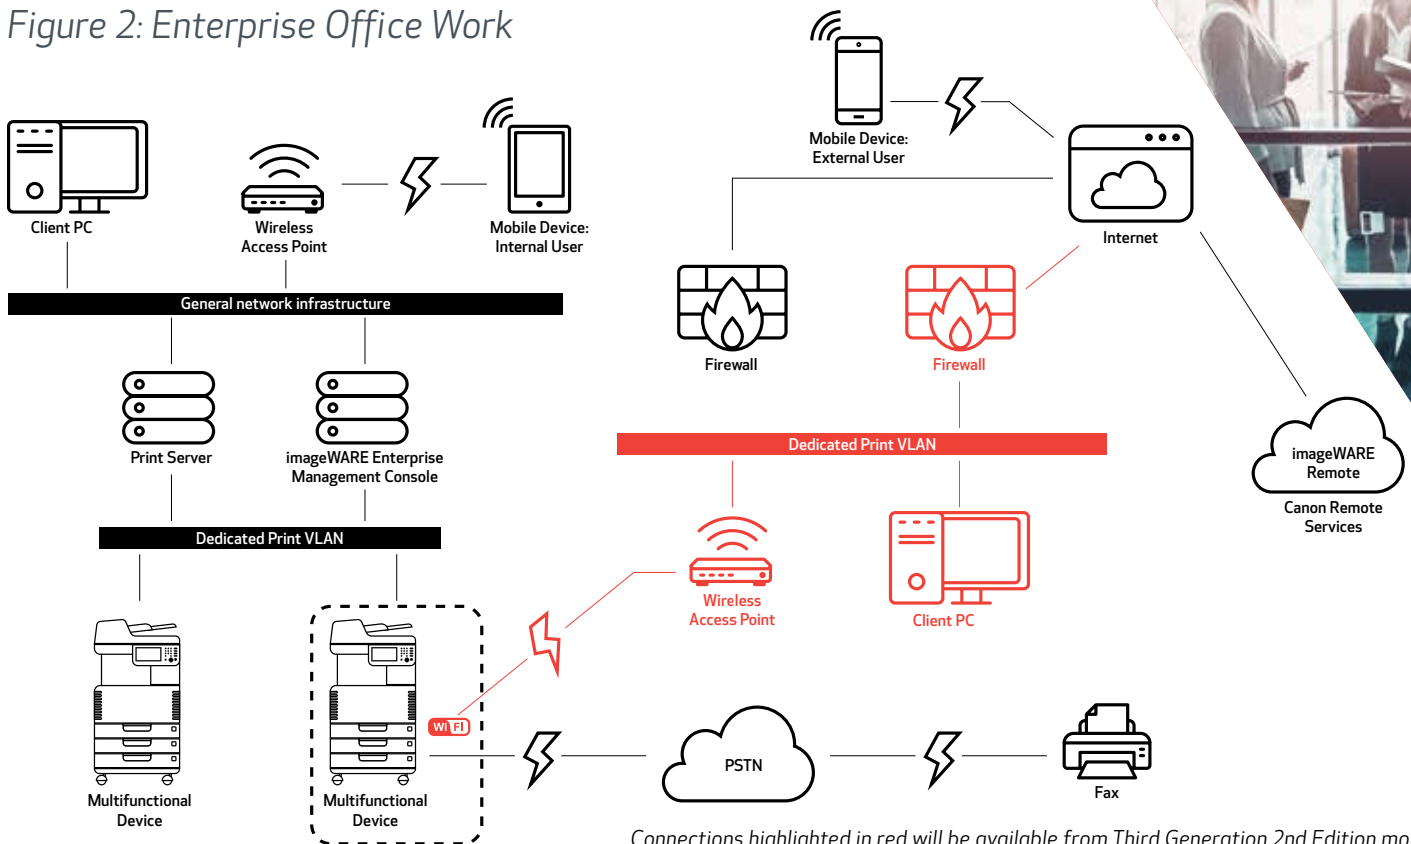 Figure 2: Enterprise Office Work
Mobile Device:
External User
Client PC
Wireless
Access Point
Mobile Device:
Internal User
Internet
General network infrastructure
Firewall
Firewall
Print Server
imageWARE Enterprise
Management Console
Dedicated Print VLAN
imageWARE
Remote
Canon Remote
Services
Dedicated Print VLAN
Wireless
Access Point
Client PC
WiFi
PSTN
Fax
Multifunctional
Device
Multifunctional
Device
Connections highlighted in red will be available from Third Generation 2nd Edition mo